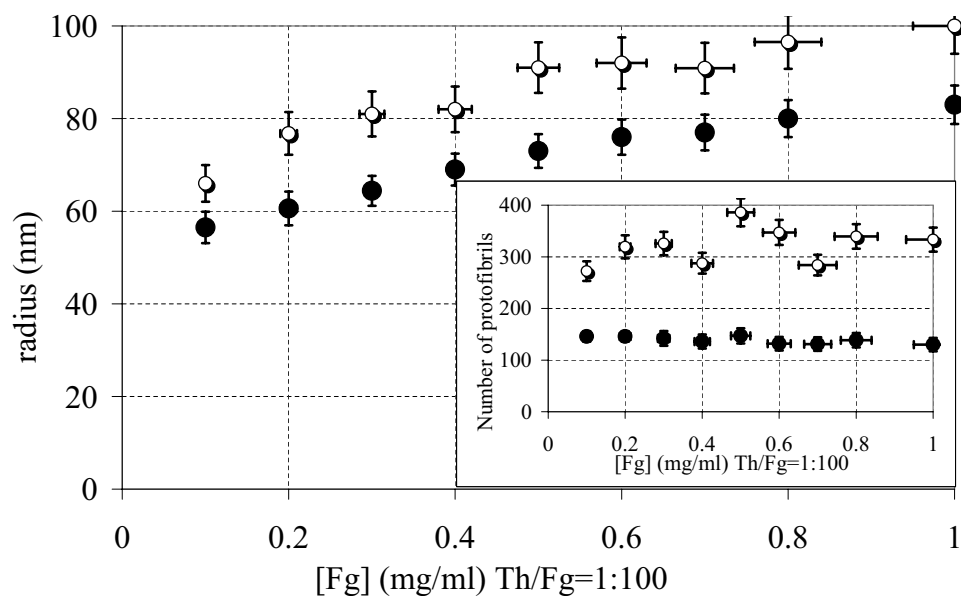 100
80
60
40
20
0
radius (nm)
0 0.2 0.4 0.6 0.8 1
[Fg] (mg/ml) Th/Fg=1:100
400
300
200
100
0
Number of protofibrils
0 0.2 0.4 0.6 0.8 1
[Fg] (mg/ml) Th/Fg=1:100